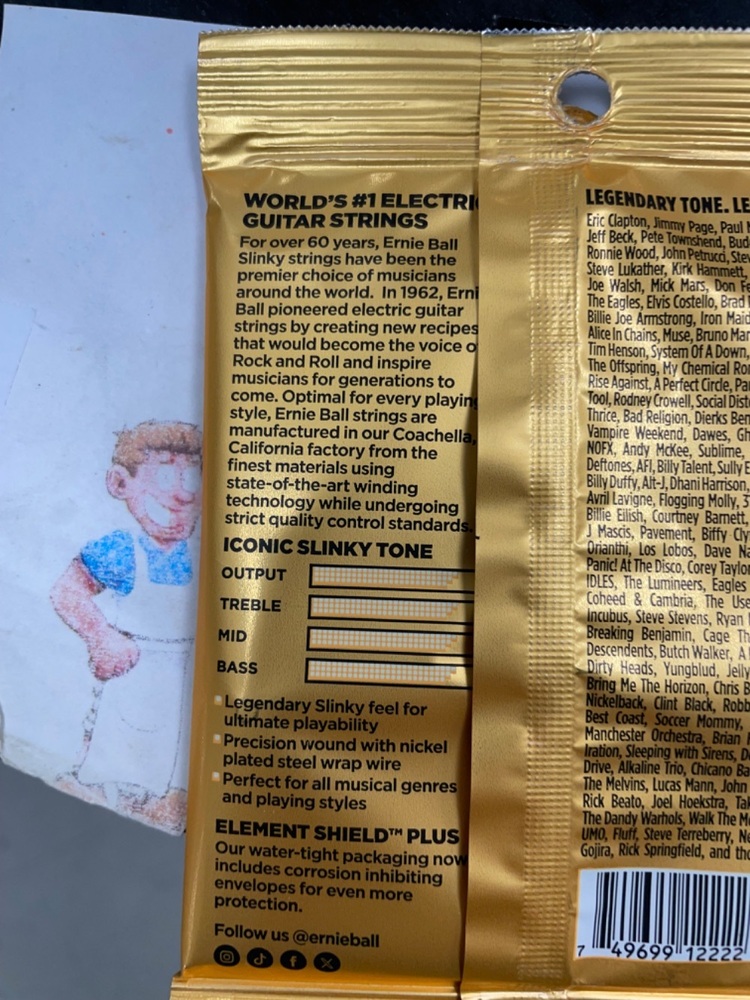 WORLD'S #1 ELECTRI
GUITAR STRINGS
For over 60 years, Ernie Ball
Slinky strings have been the
premier choice of musicians
around the world. In 1962, Erni
Ball pioneered electric guitar
strings by creating new recipes
that would become the voice o
Rock and Roll and inspire
musicians for generations to
come. Optimal for every playing
style, Ernie Ball strings are
manufactured in our Coachella,
California factory from the
finest materials using
state-of-the-art winding
technology while undergoing
strict quality control standards.
ICONIC SLINKY TONE
OUTPUT
TREBLE
MID
BASS
Legendary Slinky feel for
ultimate playability
Precision wound with nickel
plated steel wrap wire
Perfect for all musical genres
and playing styles
ELEMENT SHIELD™ PLUS
Our water-tight packaging now
includes corrosion inhibiting
envelopes for even more
protection.
Follow us @ernieball
LEGENDARY TONE. LE
Eric Clapton, Jimmy Page, Paul
Jeff Beck, Pete Townshend, Bud
Ronnie Wood, John Petrucci, Stev
Steve Lukather, Kirk Hammett,
Joe Walsh, Mick Mars, Don Fe
The Eagles, Elvis Costello, Brad
Billie Joe Armstrong, Iron Maid
Alice In Chains, Muse, Bruno Mar
Tim Henson, System Of A Down,
The Offspring, My Chemical Ro
Rise Against, A Perfect Circle, Pa
Tool, Rodney Crowell, Social Dist
Thrice, Bad Religion, Dierks Ben
Vampire Weekend, Dawes, Gh
NOFX, Andy McKee, Sublime,
Deftones, AFI, Billy Talent, Sully E
Billy Duffy, Alt-J, Dhani Harrison,
Avril Lavigne, Flogging Molly, 3
Billie Eilish, Courtney Barnett,
J Mascis, Pavement, Biffy Cly
Orianthi, Los Lobos, Dave Na
Panic! At The Disco, Corey Taylor
IDLES, The Lumineers, Eagles
Coheed & Cambria, The Use
Incubus, Steve Stevens, Ryan
Breaking Benjamin, Cage Th
Descendents, Butch Walker, A
Dirty Heads, Yungblud, Jelly
Bring Me The Horizon, Chris B
Nickelback, Clint Black, Robb
Best Coast, Soccer Mommy,
Manchester Orchestra, Brian
Iration, Sleeping with Sirens, D
Drive, Alkaline Trio, Chicano Ba
The Melvins, Lucas Mann, John
Rick Beato, Joel Hoekstra, Tak
The Dandy Warhols, Walk The M
UMO, Fluff, Steve Terreberry, Ne
Gojira, Rick Springfield, and tho
7 49699 12222